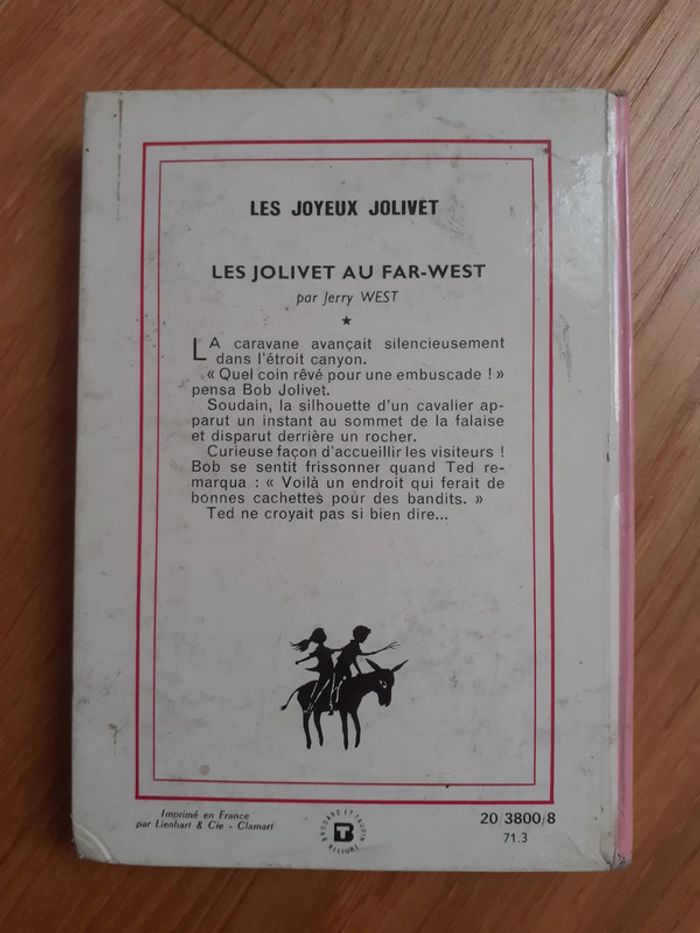 LES JOYEUX JOLIVET
LES JOLIVET AU FAR-WEST
par Jerry WEST
LA caravane avançait silencieusement
dans l'étroit canyon.
« Quel coin rêvé pour une embuscade ! »
pensa Bob Jolivet.
Soudain, la silhouette d'un cavalier ap-
parut un instant au sommet de la falaise
et disparut derrière un rocher.
Curieuse façon d'accueillir les visiteurs !
Bob se sentit frissonner quand Ted re-
marqua : « Voilà un endroit qui ferait de
bonnes cachettes pour des bandits. »
Ted ne croyait pas si bien dire...
Imprimé en France
par Lienhart & Cie - Clamart
BRODARD ET TAUPIN
RELIURE
20/3800/8
71.3